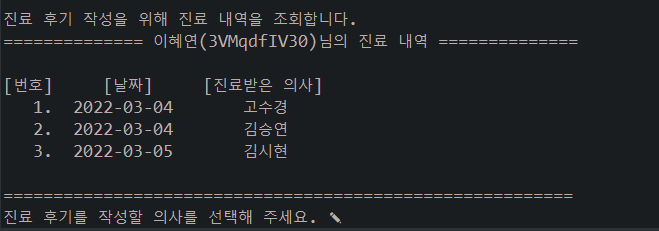 진료 후기 작성을 위해 진료 내역을 조회합니다.
============== 이혜연(3VMqdfIV30)님의 진료 내역 ==============
[번호] [날짜] [진료받은 의사]
1. 2022-03-04 고수경
2. 2022-03-04 김승연
3. 2022-03-05 김시현
=========================================================
진료 후기를 작성할 의사를 선택해 주세요. ✏️